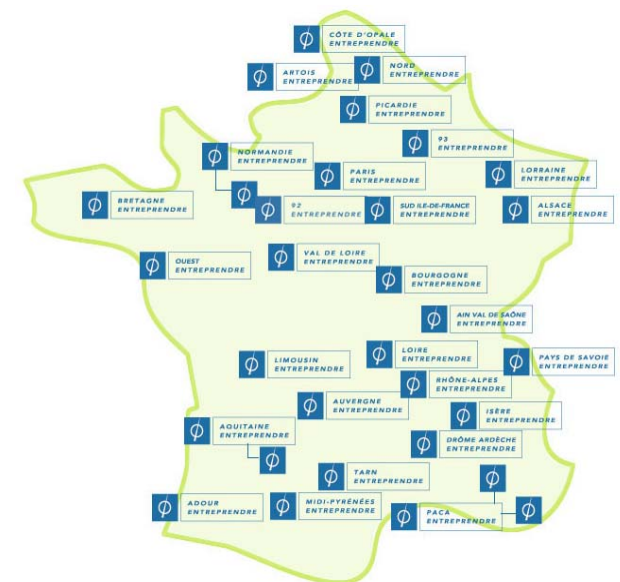 CÔTE D'OPALE
ENTREPRENDRE
ARTOIS
ENTREPRENDRE
NORD
ENTREPRENDRE
PICARDIE
ENTREPRENDRE
93
ENTREPRENDRE
NORMANDIE
ENTREPRENDRE
PARIS
ENTREPRENDRE
LORRAINE
ENTREPRENDRE
BRETAGNE
ENTREPRENDRE
92
ENTREPRENDRE
SUD ILE-DE-FRANCE
ENTREPRENDRE
ALSACE
ENTREPRENDRE
OUEST
ENTREPRENDRE
VAL DE LOIRE
ENTREPRENDRE
BOURGOGNE
ENTREPRENDRE
AIN VAL DE SAÔNE
ENTREPRENDRE
LIMOUSIN
ENTREPRENDRE
LOIRE
ENTREPRENDRE
PAYS DE SAVOIE
ENTREPRENDRE
RHÔNE-ALPES
ENTREPRENDRE
AUVERGNE
ENTREPRENDRE
ISÈRE
ENTREPRENDRE
AQUITAINE
ENTREPRENDRE
DRÔME ARDÈCHE
ENTREPRENDRE
TARN
ENTREPRENDRE
ADOUR
ENTREPRENDRE
MIDI-PYRÉNÉES
ENTREPRENDRE
PACA
ENTREPRENDRE